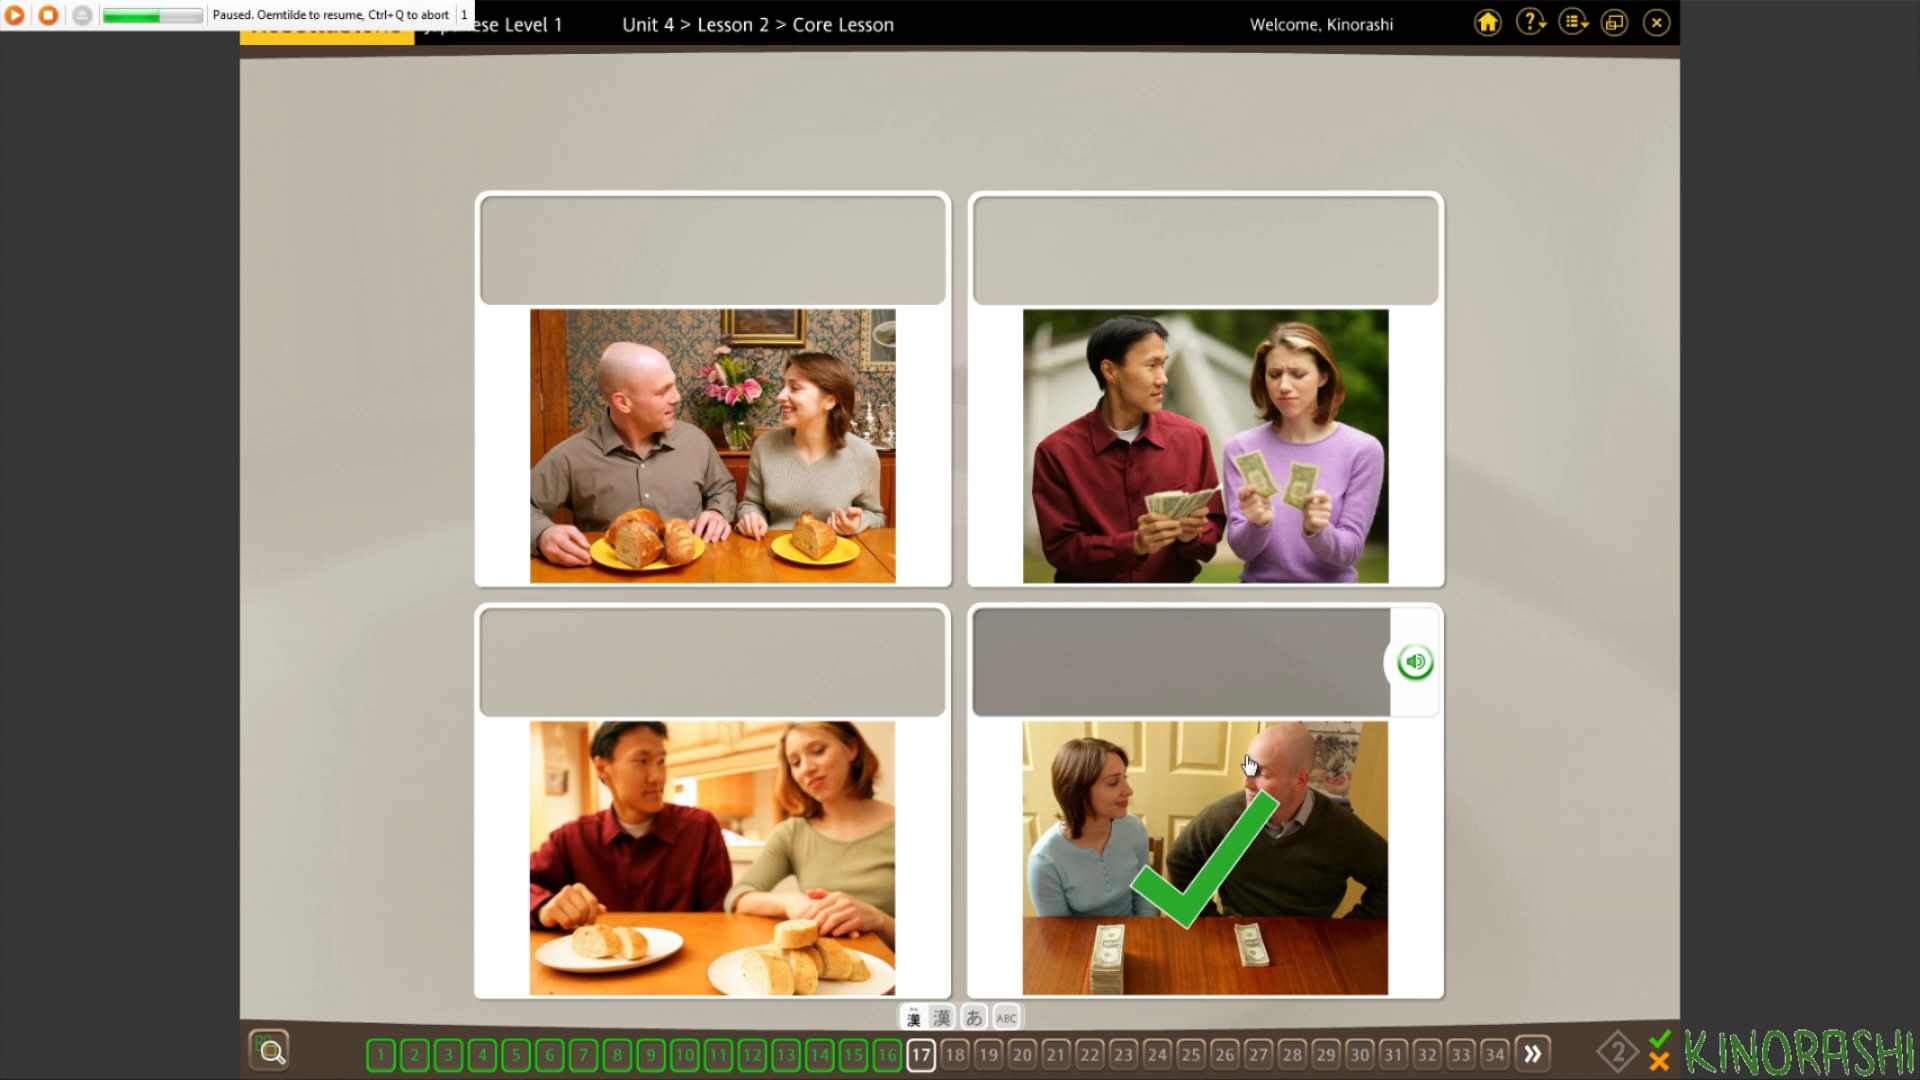 Paused. Oemtilde to resume, Ctrl+Q to abort 1
ese Level 1
Unit 4 > Lesson 2 > Core Lesson
Welcome, Kinorashi
漢 漢 あ ABC
1 2 3 4 5 6 7 8 9 10 11 12 13 14 15 16 17 18 19 20 21 22 23 24 25 26 27 28 29 30 31 32 33 34
2
KINORASHI